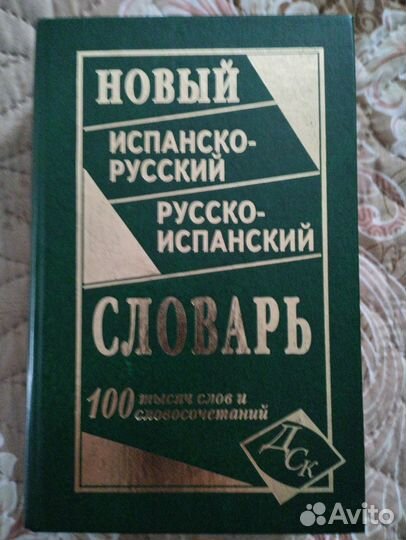 НОВЫЙ
ИСПАНСКО-
РУССКИЙ
РУССКО-
ИСПАНСКИЙ
СЛОВАРЬ
100 тысяч слов и
словосочетаний
ДСК
Avito